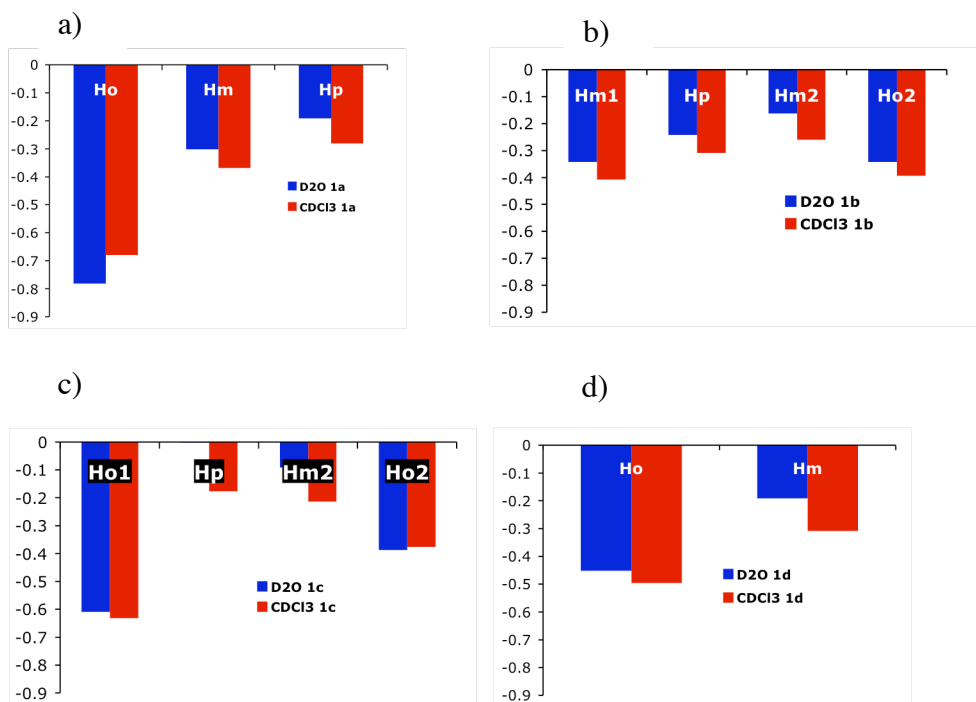 a)
0
-0.1
-0.2
-0.3
-0.4
-0.5
-0.6
-0.7
-0.8
-0.9
Ho Hm Hp
D2O 1a
CDCl3 1a
b)
0
-0.1
-0.2
-0.3
-0.4
-0.5
-0.6
-0.7
-0.8
-0.9
Hm1 Hp Hm2 Ho2
D2O 1b
CDCl3 1b
c)
0
-0.1
-0.2
-0.3
-0.4
-0.5
-0.6
-0.7
-0.8
-0.9
Ho1 Hp Hm2 Ho2
D2O 1c
CDCl3 1c
d)
0
-0.1
-0.2
-0.3
-0.4
-0.5
-0.6
-0.7
-0.8
-0.9
Ho Hm
D2O 1d
CDCl3 1d